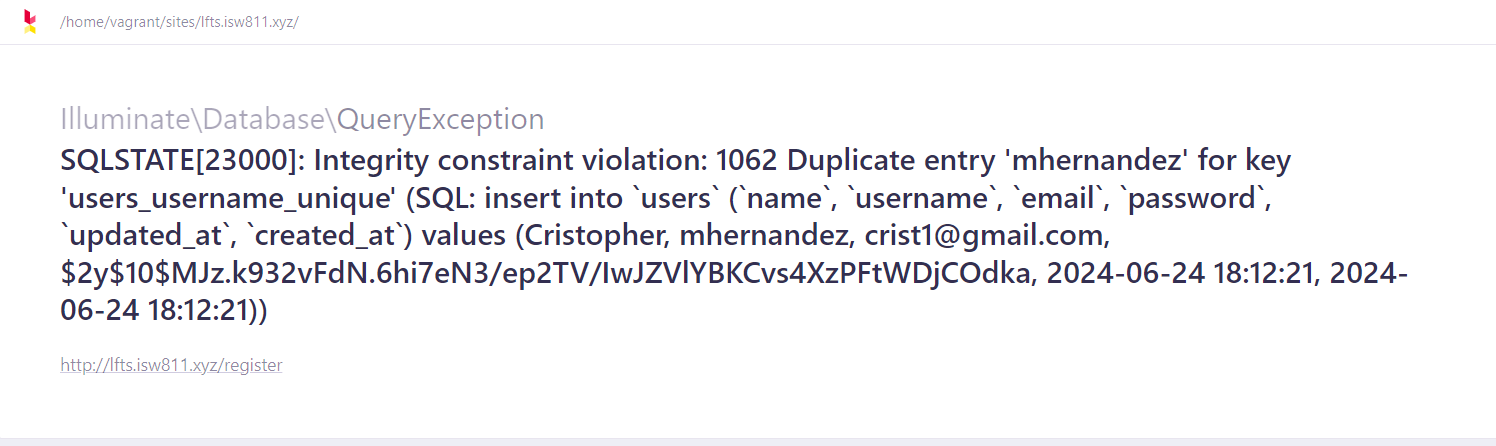 /home/vagrant/sites/lfts.isw811.xyz/
Illuminate\Database\QueryException
SQLSTATE[23000]: Integrity constraint violation: 1062 Duplicate entry 'mhernandez' for key
'users_username_unique' (SQL: insert into `users` (`name`, `username`, `email`, `password`,
`updated_at`, `created_at`) values (Cristopher, mhernandez, crist1@gmail.com,
$2y$10$MJz.k932vFdN.6hi7eN3/ep2TV/IwJZVlYBKCvs4XzPFtWDjCOdka, 2024-06-24 18:12:21, 2024-
06-24 18:12:21))
http://lfts.isw811.xyz/register